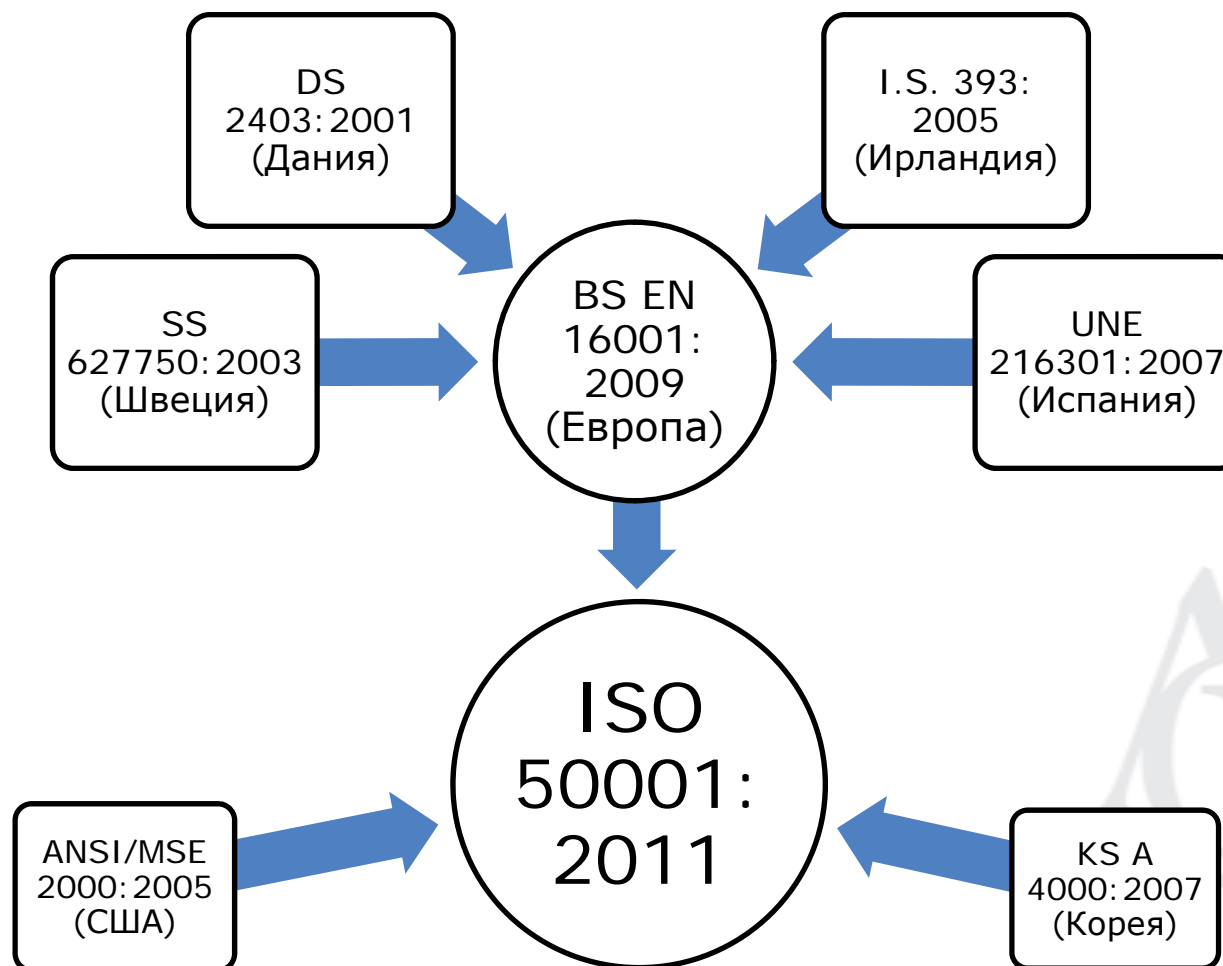 DS
2403:2001
(Дания)
I.S. 393:
2005
(Ирландия)
SS
627750:2003
(Швеция)
BS EN
16001:
2009
(Европа)
UNE
216301:2007
(Испания)
ISO
50001:
2011
ANSI/MSE
2000:2005
(США)
KS A
4000:2007
(Корея)